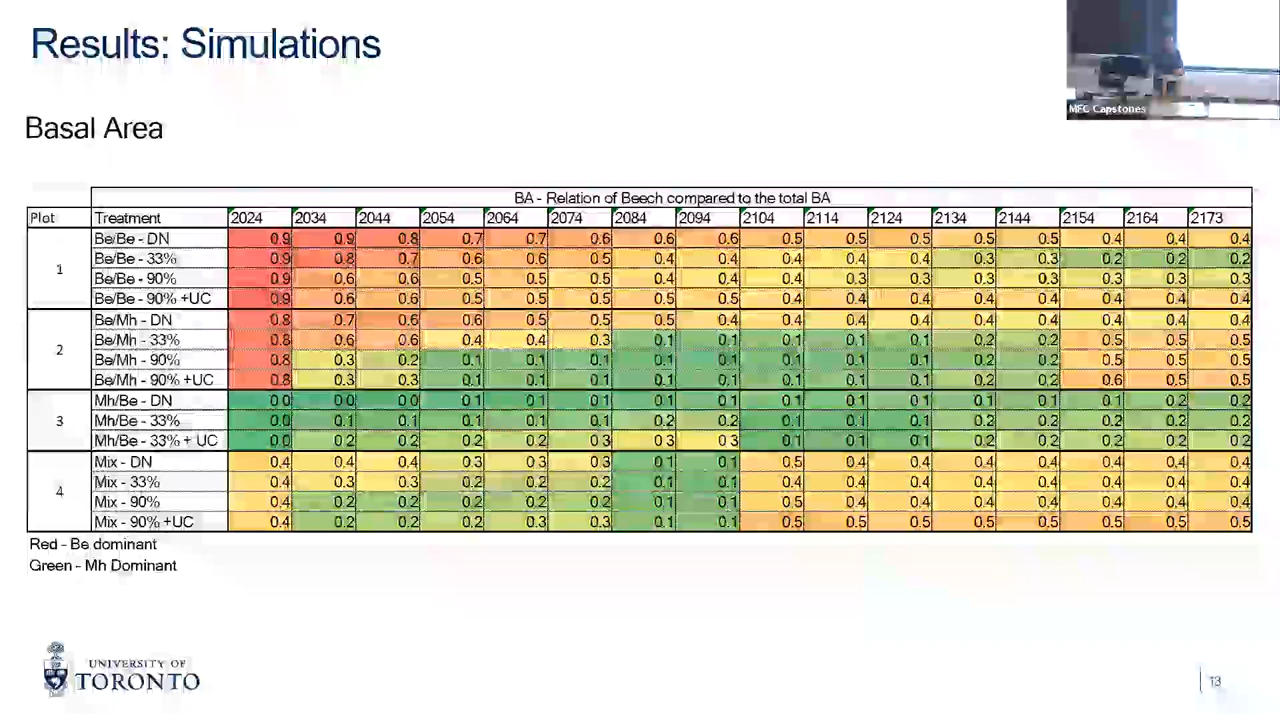 Results: Simulations
MFC Capstones
Basal Area
BA - Relation of Beech compared to the total BA
Plot Treatment 2024 2034 2044 2054 2064 2074 2084 2094 2104 2114 2124 2134 2144 2154 2164 2173
1
Be/Be - DN 0.9 0.9 0.8 0.7 0.7 0.6 0.6 0.6 0.5 0.5 0.5 0.5 0.5 0.4 0.4 0.4
Be/Be - 33% 0.9 0.8 0.7 0.6 0.6 0.5 0.4 0.4 0.4 0.4 0.4 0.3 0.3 0.2 0.2 0.2
Be/Be - 90% 0.9 0.6 0.6 0.5 0.5 0.5 0.4 0.4 0.4 0.3 0.3 0.3 0.3 0.3 0.3 0.3
Be/Be - 90% +UC 0.9 0.6 0.6 0.5 0.5 0.5 0.5 0.5 0.4 0.4 0.4 0.4 0.4 0.4 0.4 0.4
2
Be/Mh - DN 0.8 0.7 0.6 0.6 0.5 0.5 0.5 0.4 0.4 0.4 0.4 0.4 0.4 0.4 0.4 0.4
Be/Mh - 33% 0.8 0.6 0.6 0.4 0.4 0.3 0.1 0.1 0.1 0.1 0.1 0.2 0.2 0.5 0.5 0.5
Be/Mh - 90% 0.8 0.3 0.2 0.1 0.1 0.1 0.1 0.1 0.1 0.1 0.1 0.2 0.2 0.5 0.5 0.5
Be/Mh - 90% +UC 0.8 0.3 0.3 0.1 0.1 0.1 0.1 0.1 0.1 0.1 0.1 0.2 0.2 0.6 0.5 0.5
3
Mh/Be - DN 0.0 0.0 0.0 0.1 0.1 0.1 0.1 0.1 0.1 0.1 0.1 0.1 0.1 0.1 0.2 0.2
Mh/Be - 33% 0.0 0.1 0.1 0.1 0.1 0.1 0.2 0.2 0.1 0.1 0.1 0.2 0.2 0.2 0.2 0.2
Mh/Be - 33% + UC 0.0 0.2 0.2 0.2 0.2 0.3 0.3 0.3 0.1 0.1 0.1 0.2 0.2 0.2 0.2 0.2
4
Mix - DN 0.4 0.4 0.4 0.3 0.3 0.3 0.1 0.1 0.5 0.4 0.4 0.4 0.4 0.4 0.4 0.4
Mix - 33% 0.4 0.3 0.3 0.2 0.2 0.2 0.1 0.1 0.4 0.4 0.4 0.4 0.4 0.4 0.4 0.4
Mix - 90% 0.4 0.2 0.2 0.2 0.2 0.2 0.1 0.1 0.5 0.4 0.4 0.4 0.4 0.4 0.4 0.4
Mix - 90% +UC 0.4 0.2 0.2 0.2 0.3 0.3 0.1 0.1 0.5 0.5 0.5 0.5 0.5 0.5 0.5 0.5
Red - Be dominant
Green - Mh Dominant
UNIVERSITY OF
TORONTO
13